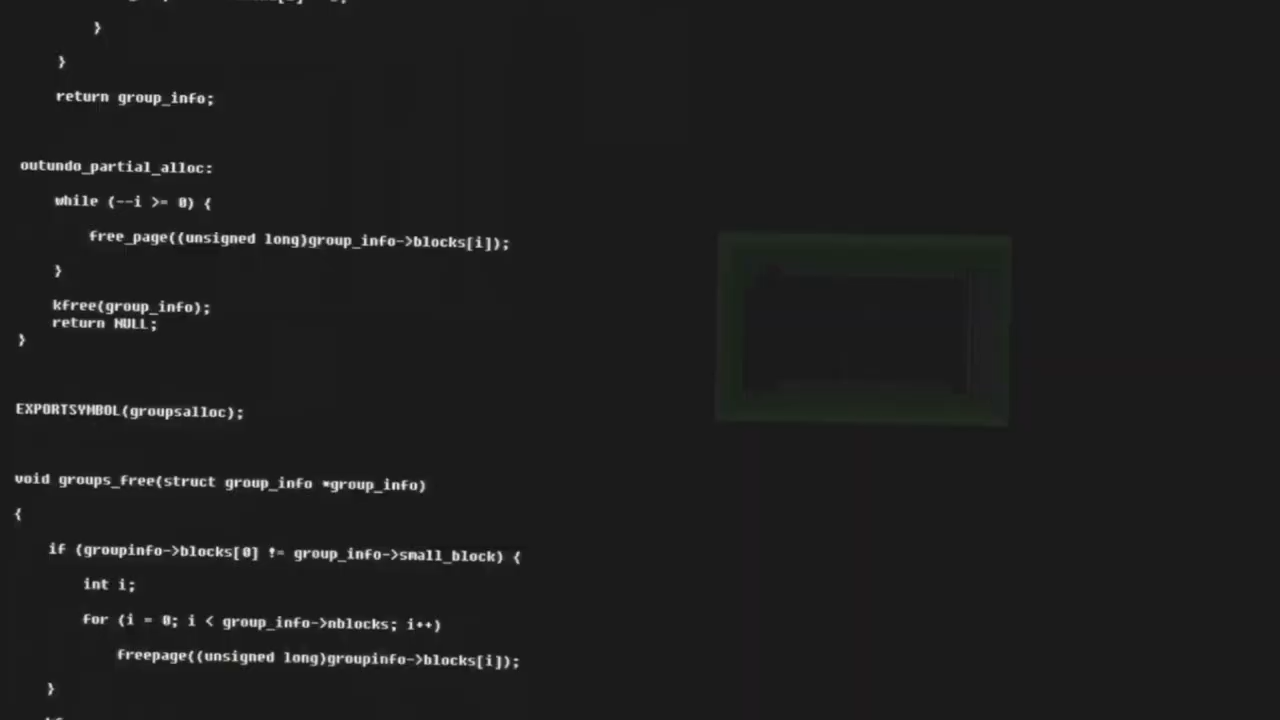 }
}
return group_info;
outundo_partial_alloc:
while (--i >= 0) {
free_page((unsigned long)group_info->blocks[i]);
}
kfree(group_info);
return NULL;
}
EXPORTSYMBOL(groupsalloc);
void groups_free(struct group_info *group_info)
{
if (groupinfo->blocks[0] != group_info->small_block) {
int i;
for (i = 0; i < group_info->nblocks; i++)
freepage((unsigned long)groupinfo->blocks[i]);
}